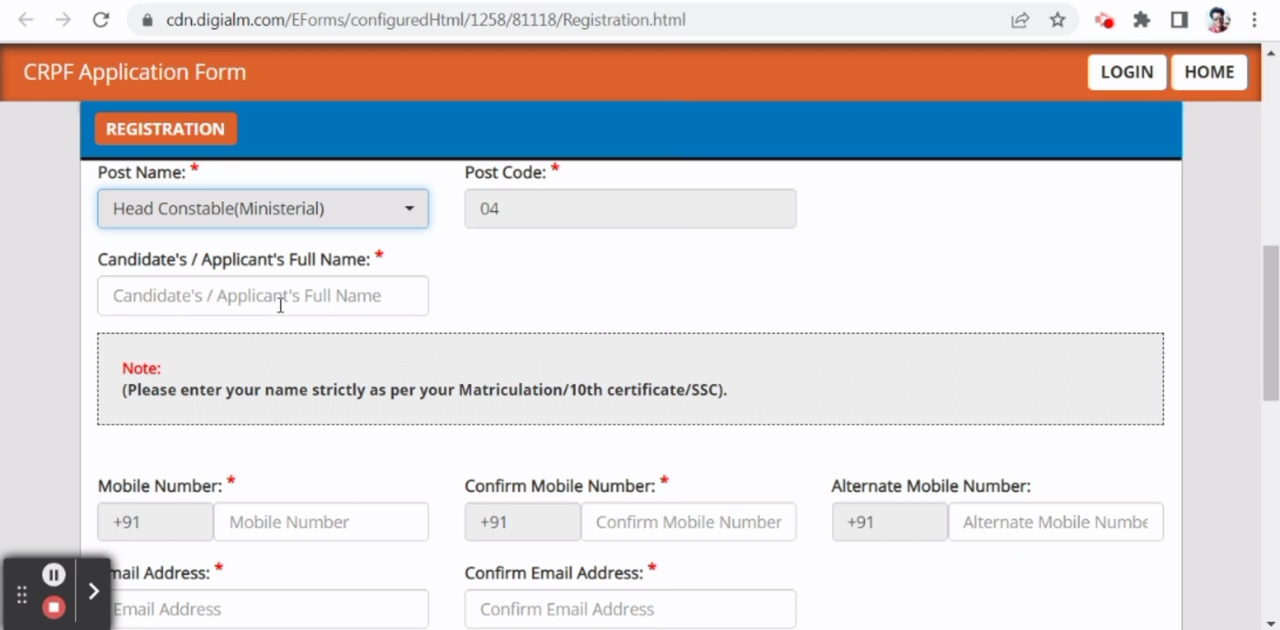 cdn.digialm.com/EForms/configuredHtml/1258/81118/Registration.html
CRPF Application Form
LOGIN
HOME
REGISTRATION
Post Name: *
Post Code: *
Head Constable(Ministerial)
04
Candidate's / Applicant's Full Name: *
Candidate's / Applicant's Full Name
Note:
(Please enter your name strictly as per your Matriculation/10th certificate/SSC).
Mobile Number: *
Confirm Mobile Number: *
Alternate Mobile Number:
+91
Mobile Number
+91
Confirm Mobile Number
+91
Alternate Mobile Numbe
mail Address: *
Confirm Email Address: *
Email Address
Confirm Email Address